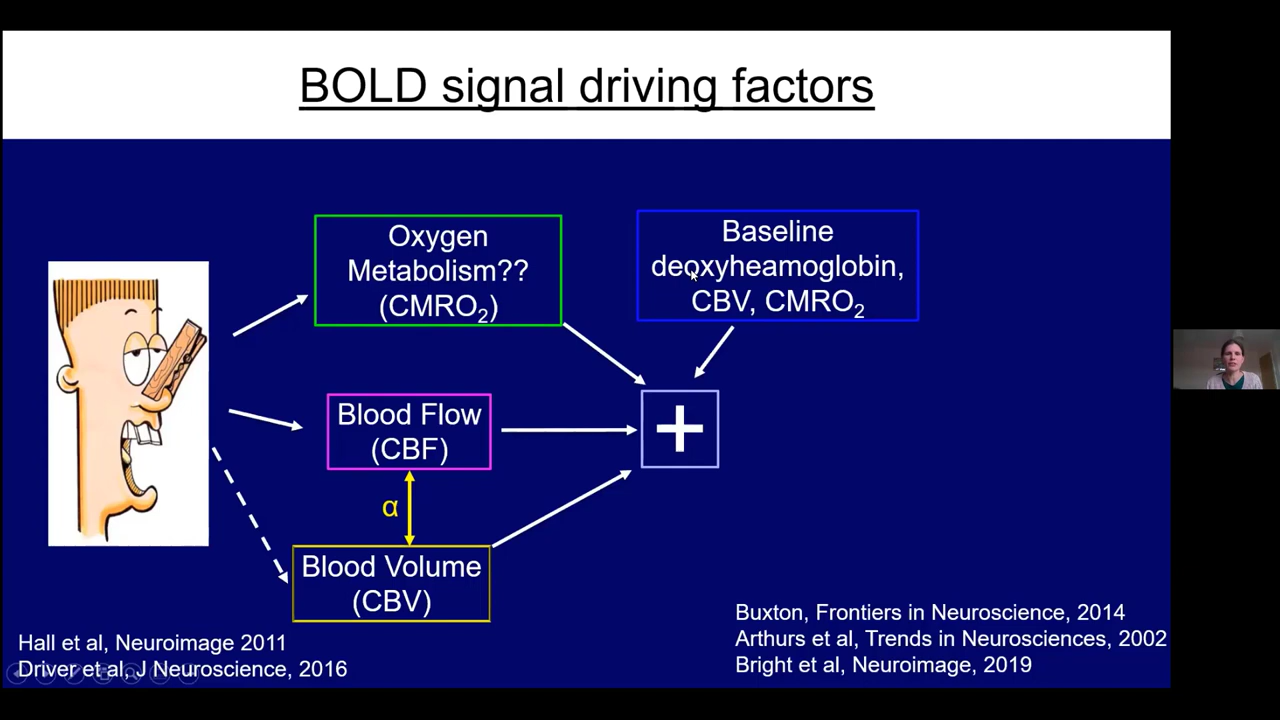 BOLD signal driving factors
Oxygen
Metabolism??
(CMRO₂)
Baseline
deoxyheamoglobin,
CBV, CMRO₂
Blood Flow
(CBF)
+
α
Blood Volume
(CBV)
Hall et al, Neuroimage 2011
Driver et al, J Neuroscience, 2016
Buxton, Frontiers in Neuroscience, 2014
Arthurs et al, Trends in Neurosciences, 2002
Bright et al, Neuroimage, 2019